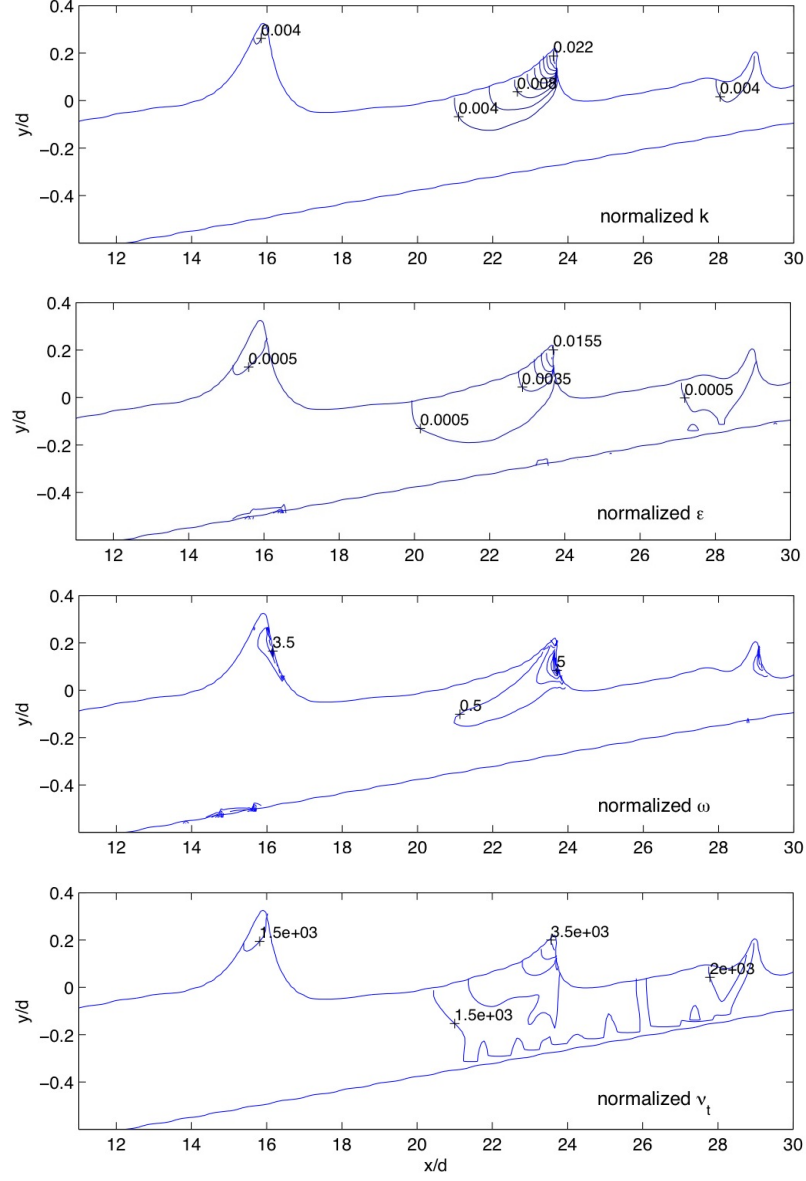 0.4
0.2
0
−0.2
−0.4
y/d
0.004
0.004
0.008
0.022
0.004
normalized k
12 14 16 18 20 22 24 26 28 30
0.4
0.2
0
−0.2
−0.4
y/d
0.0005
0.0005
0.0035
0.0155
0.0005
normalized ε
12 14 16 18 20 22 24 26 28 30
0.4
0.2
0
−0.2
−0.4
y/d
3.5
0.5
5
normalized ω
12 14 16 18 20 22 24 26 28 30
0.4
0.2
0
−0.2
−0.4
y/d
1.5e+03
1.5e+03
3.5e+03
2e+03
normalized ν_t
12 14 16 18 20 22 24 26 28 30
x/d